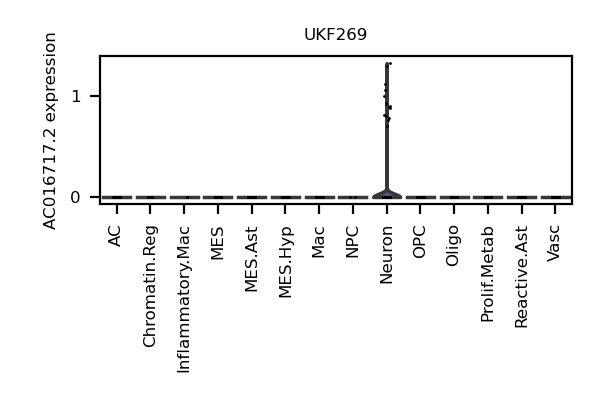 UKF269
AC016717.2 expression
1
0
AC
Chromatin.Reg
Inflammatory.Mac
MES
MES.Ast
MES.Hyp
Mac
NPC
Neuron
OPC
Oligo
Prolif.Metab
Reactive.Ast
Vasc